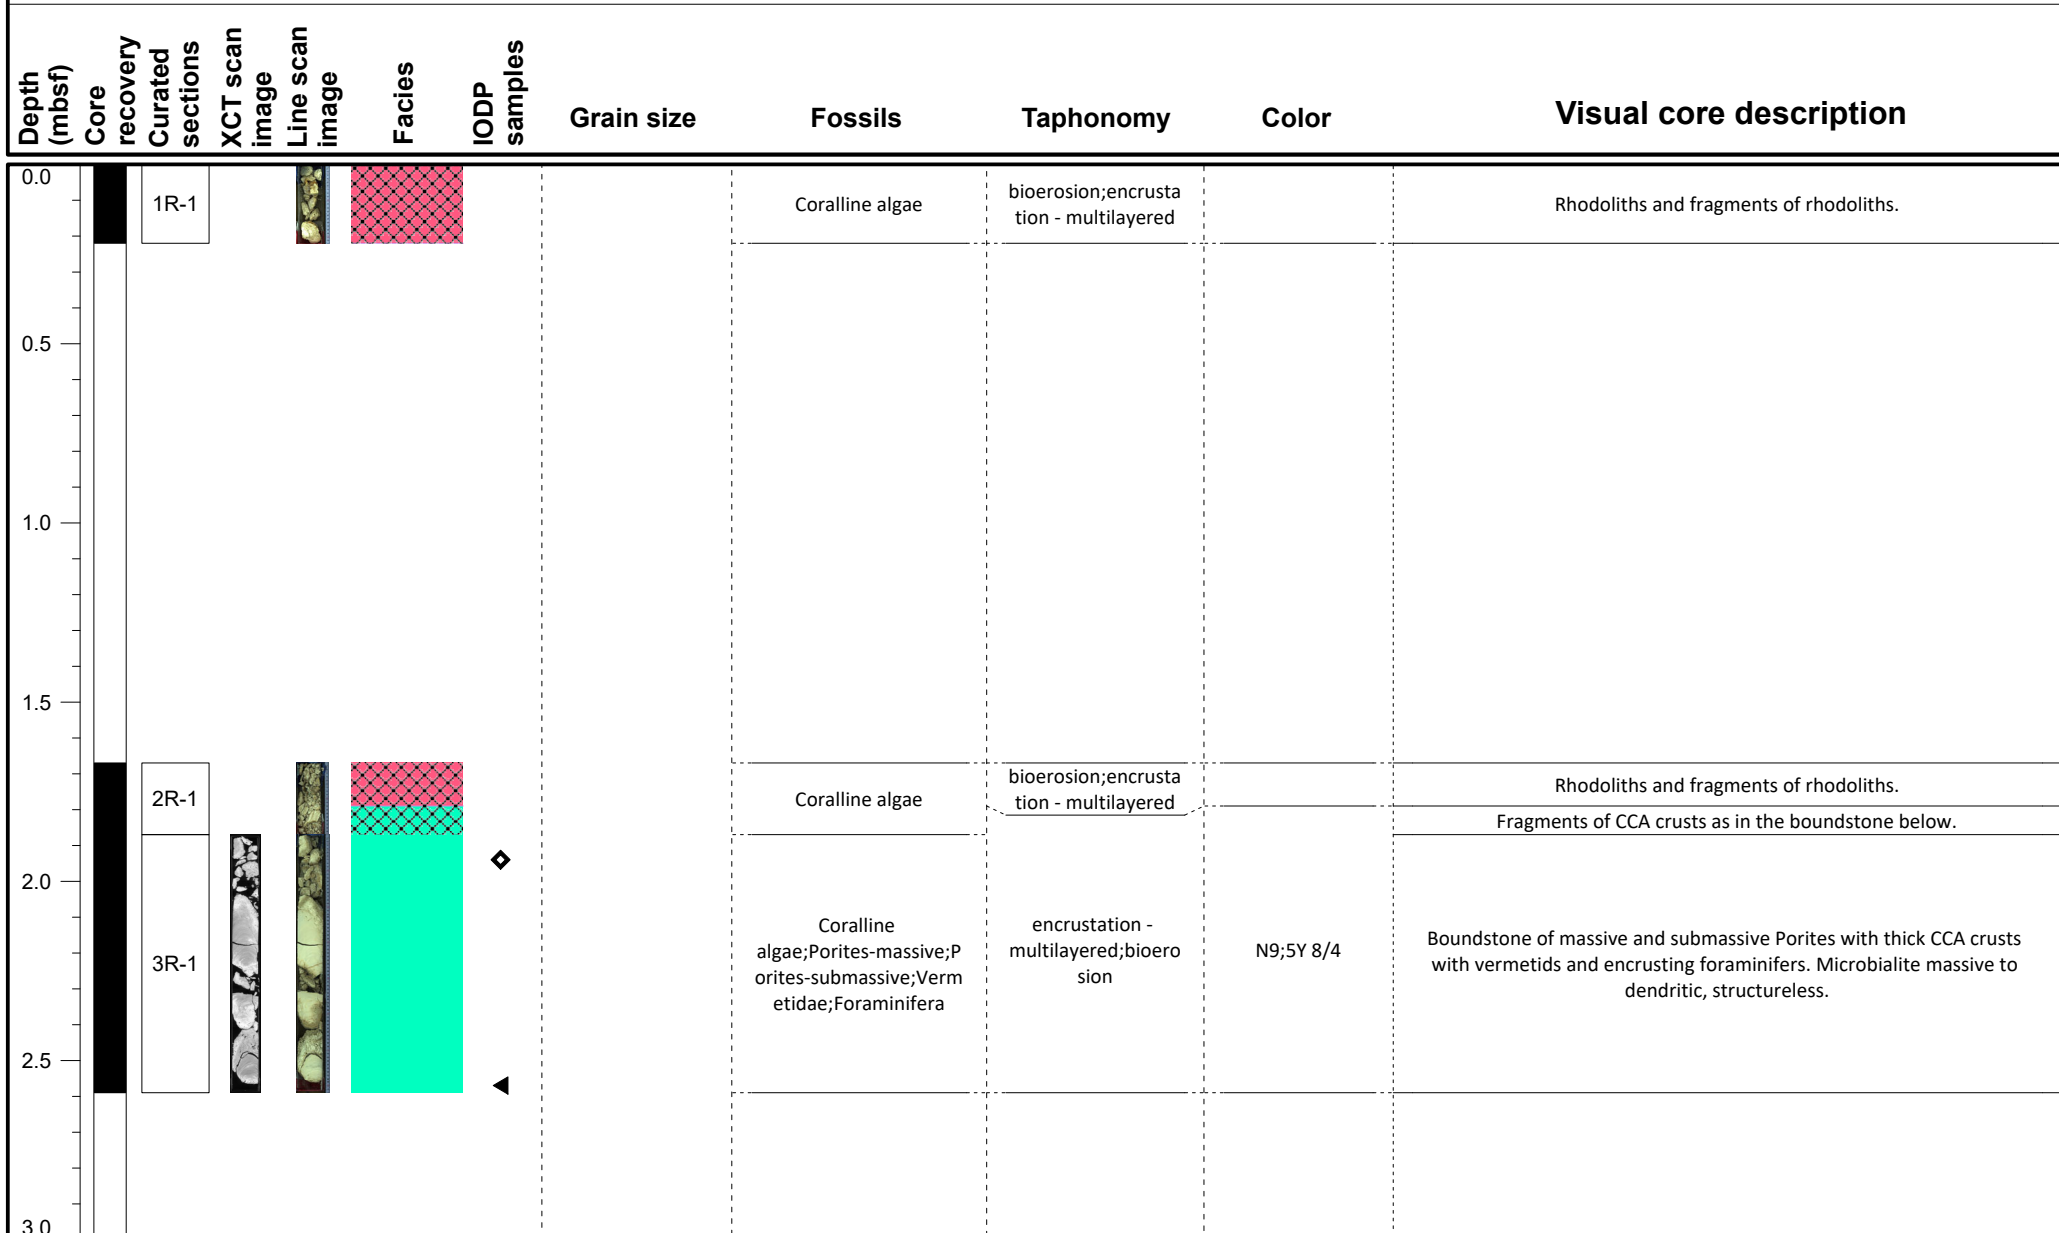 Depth (mbsf)
Core recovery
Curated sections
XCT scan image
Line scan image
Facies
IODP samples
Grain size
Fossils
Taphonomy
Color
Visual core description
0.0
1R-1
Coralline algae
bioerosion;encrusta
tion - multilayered
Rhodoliths and fragments of rhodoliths.
0.5
1.0
1.5
2R-1
Coralline algae
bioerosion;encrusta
tion - multilayered
Rhodoliths and fragments of rhodoliths.
Fragments of CCA crusts as in the boundstone below.
2.0
3R-1
Coralline
algae;Porites-massive;P
orites-submassive;Verm
etidae;Foraminifera
encrustation -
multilayered;bioero
sion
N9;5Y 8/4
Boundstone of massive and submassive Porites with thick CCA crusts
with vermetids and encrusting foraminifers. Microbialite massive to
dendritic, structureless.
2.5
3.0